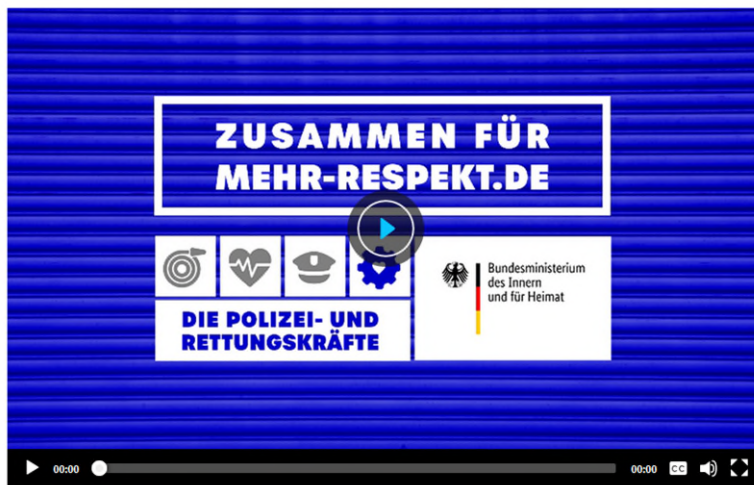 ZUSAMMEN FÜR
MEHR-RESPEKT.DE
DIE POLIZEI- UND
RETTUNGSKRÄFTE
Bundesministerium
des Innern
und für Heimat
00:00
00:00
CC